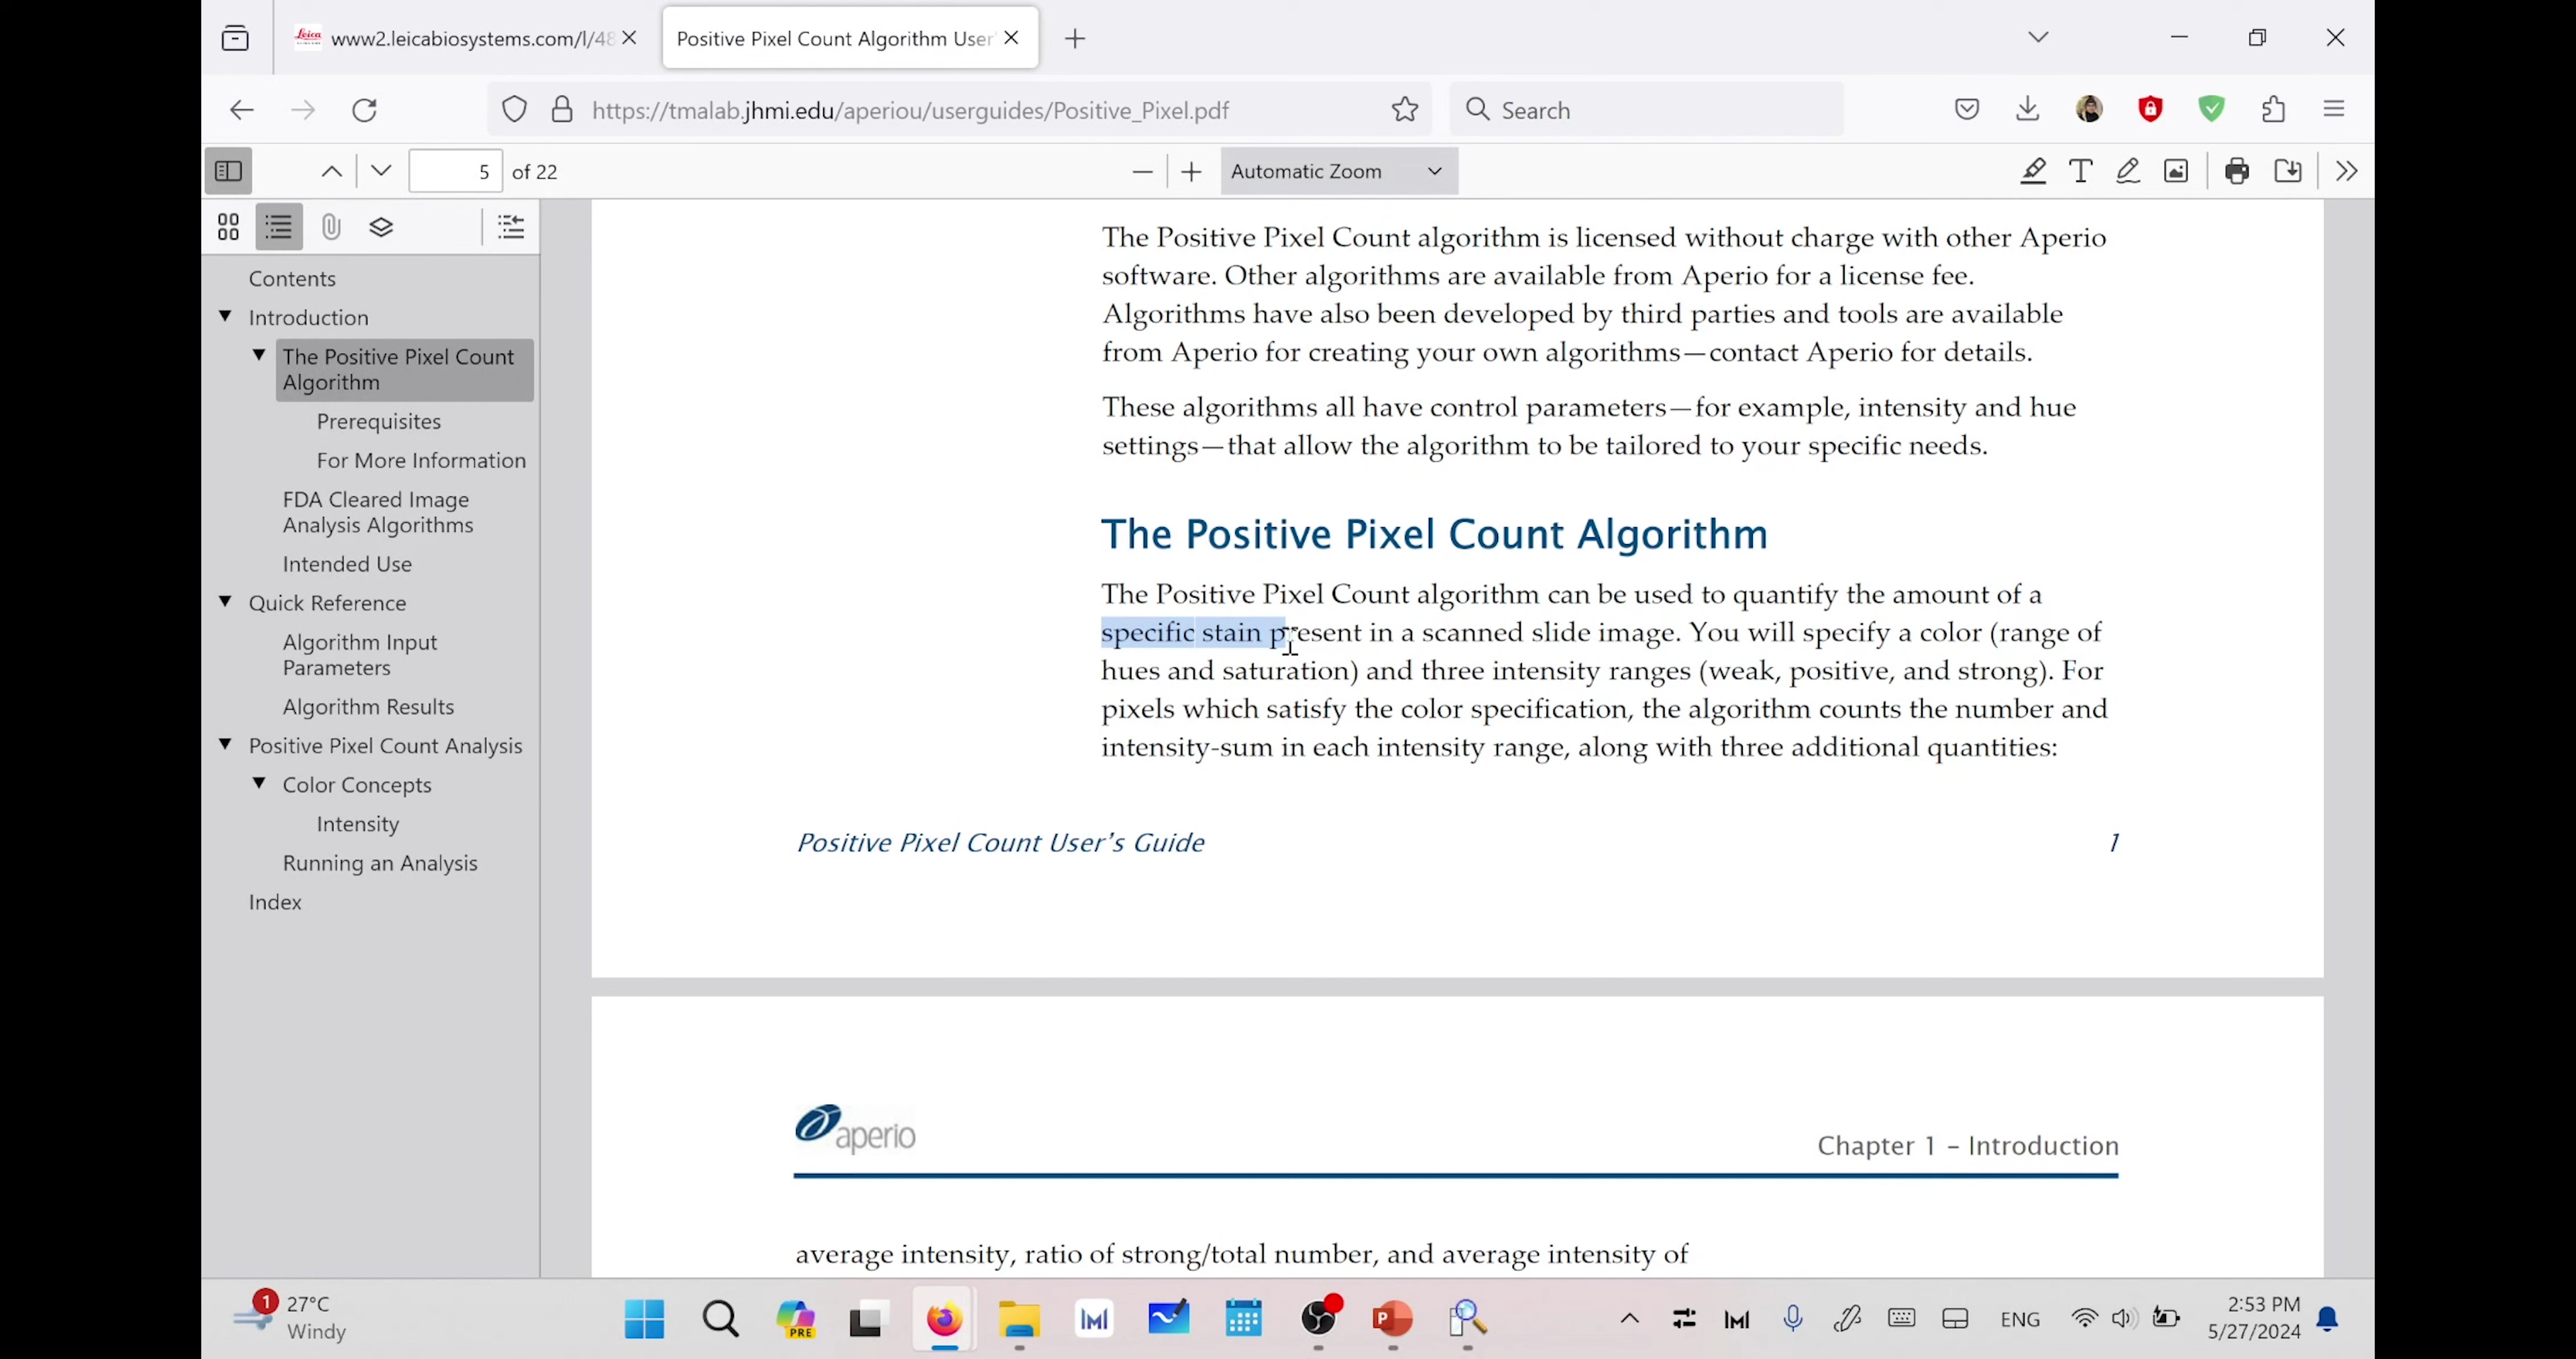 Leica
www2.leicabiosystems.com/l/48
Positive Pixel Count Algorithm User'
https://tmalab.jhmi.edu/aperiou/userguides/Positive_Pixel.pdf
Search
5 of 22
Automatic Zoom
Contents
Introduction
The Positive Pixel Count
Algorithm
Prerequisites
For More Information
FDA Cleared Image
Analysis Algorithms
Intended Use
Quick Reference
Algorithm Input
Parameters
Algorithm Results
Positive Pixel Count Analysis
Color Concepts
Intensity
Running an Analysis
Index
The Positive Pixel Count algorithm is licensed without charge with other Aperio
software. Other algorithms are available from Aperio for a license fee.
Algorithms have also been developed by third parties and tools are available
from Aperio for creating your own algorithms—contact Aperio for details.
These algorithms all have control parameters—for example, intensity and hue
settings—that allow the algorithm to be tailored to your specific needs.
The Positive Pixel Count Algorithm
The Positive Pixel Count algorithm can be used to quantify the amount of a
specific stain present in a scanned slide image. You will specify a color (range of
hues and saturation) and three intensity ranges (weak, positive, and strong). For
pixels which satisfy the color specification, the algorithm counts the number and
intensity-sum in each intensity range, along with three additional quantities:
Positive Pixel Count User's Guide 1
aperio
Chapter 1 – Introduction
average intensity, ratio of strong/total number, and average intensity of
1
27°C
Windy
PRE
P
ENG
2:53 PM
5/27/2024